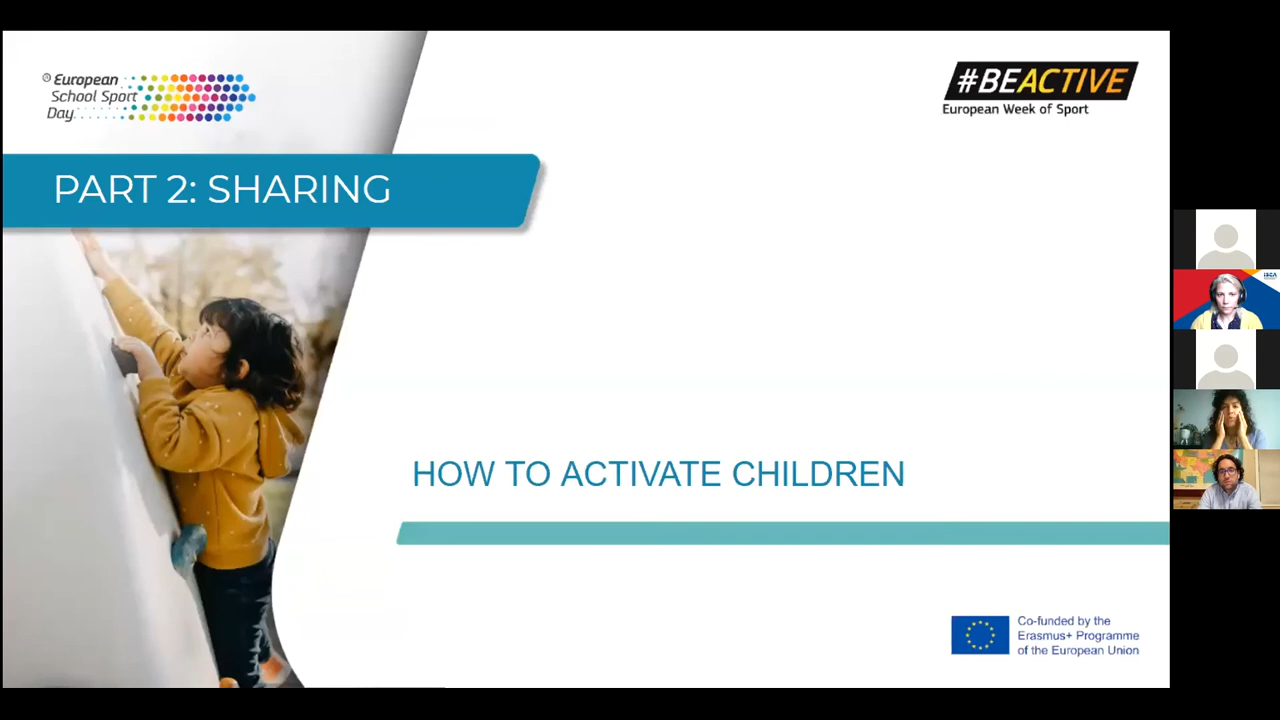 ® European
School Sport
Day
#BEACTIVE
European Week of Sport
PART 2: SHARING
HOW TO ACTIVATE CHILDREN
Co-funded by the
Erasmus+ Programme
of the European Union